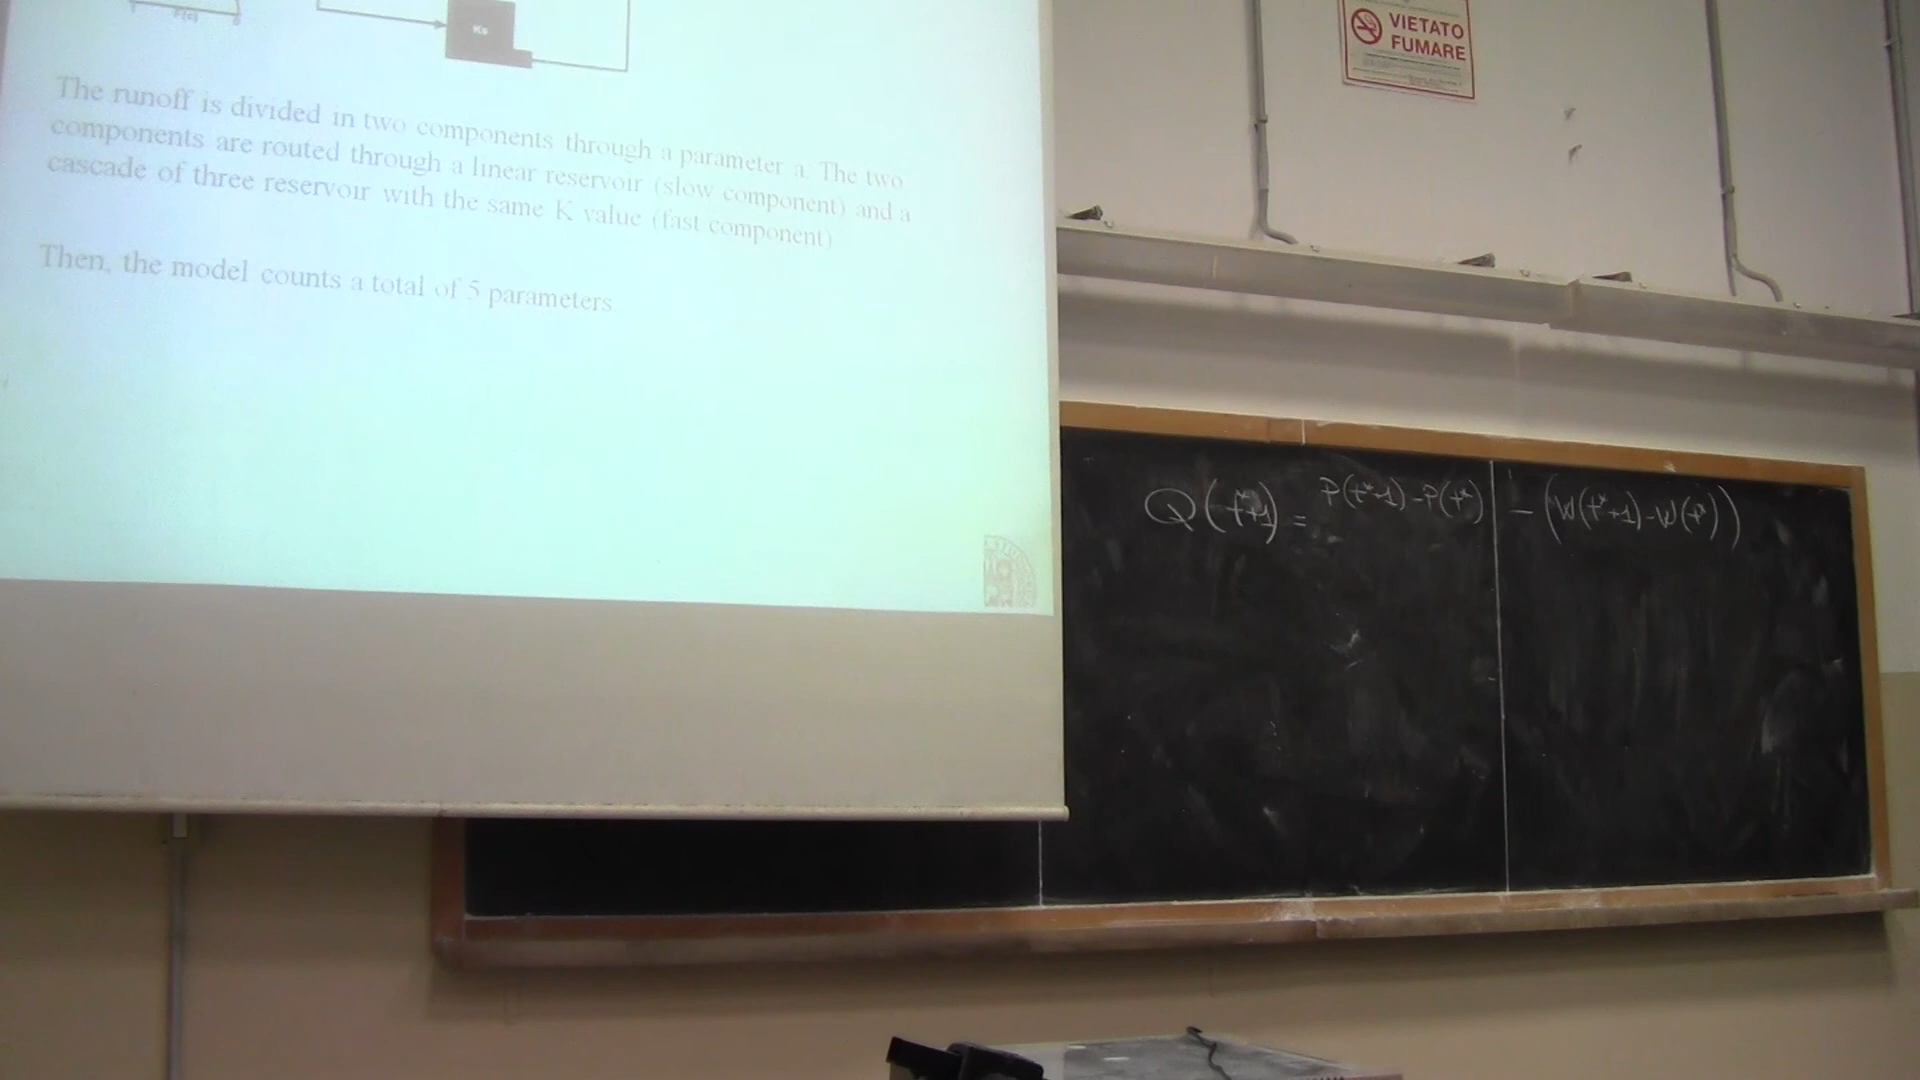 F(c)
Ks
The runoff is divided in two components through a parameter a. The two
components are routed through a linear reservoir (slow component) and a
cascade of three reservoir with the same K value (fast component)
Then, the model counts a total of 5 parameters.
VIETATO
FUMARE
Q(t*+1) = P(t*+1)-P(t*) - (W(t*+1)-W(t*))